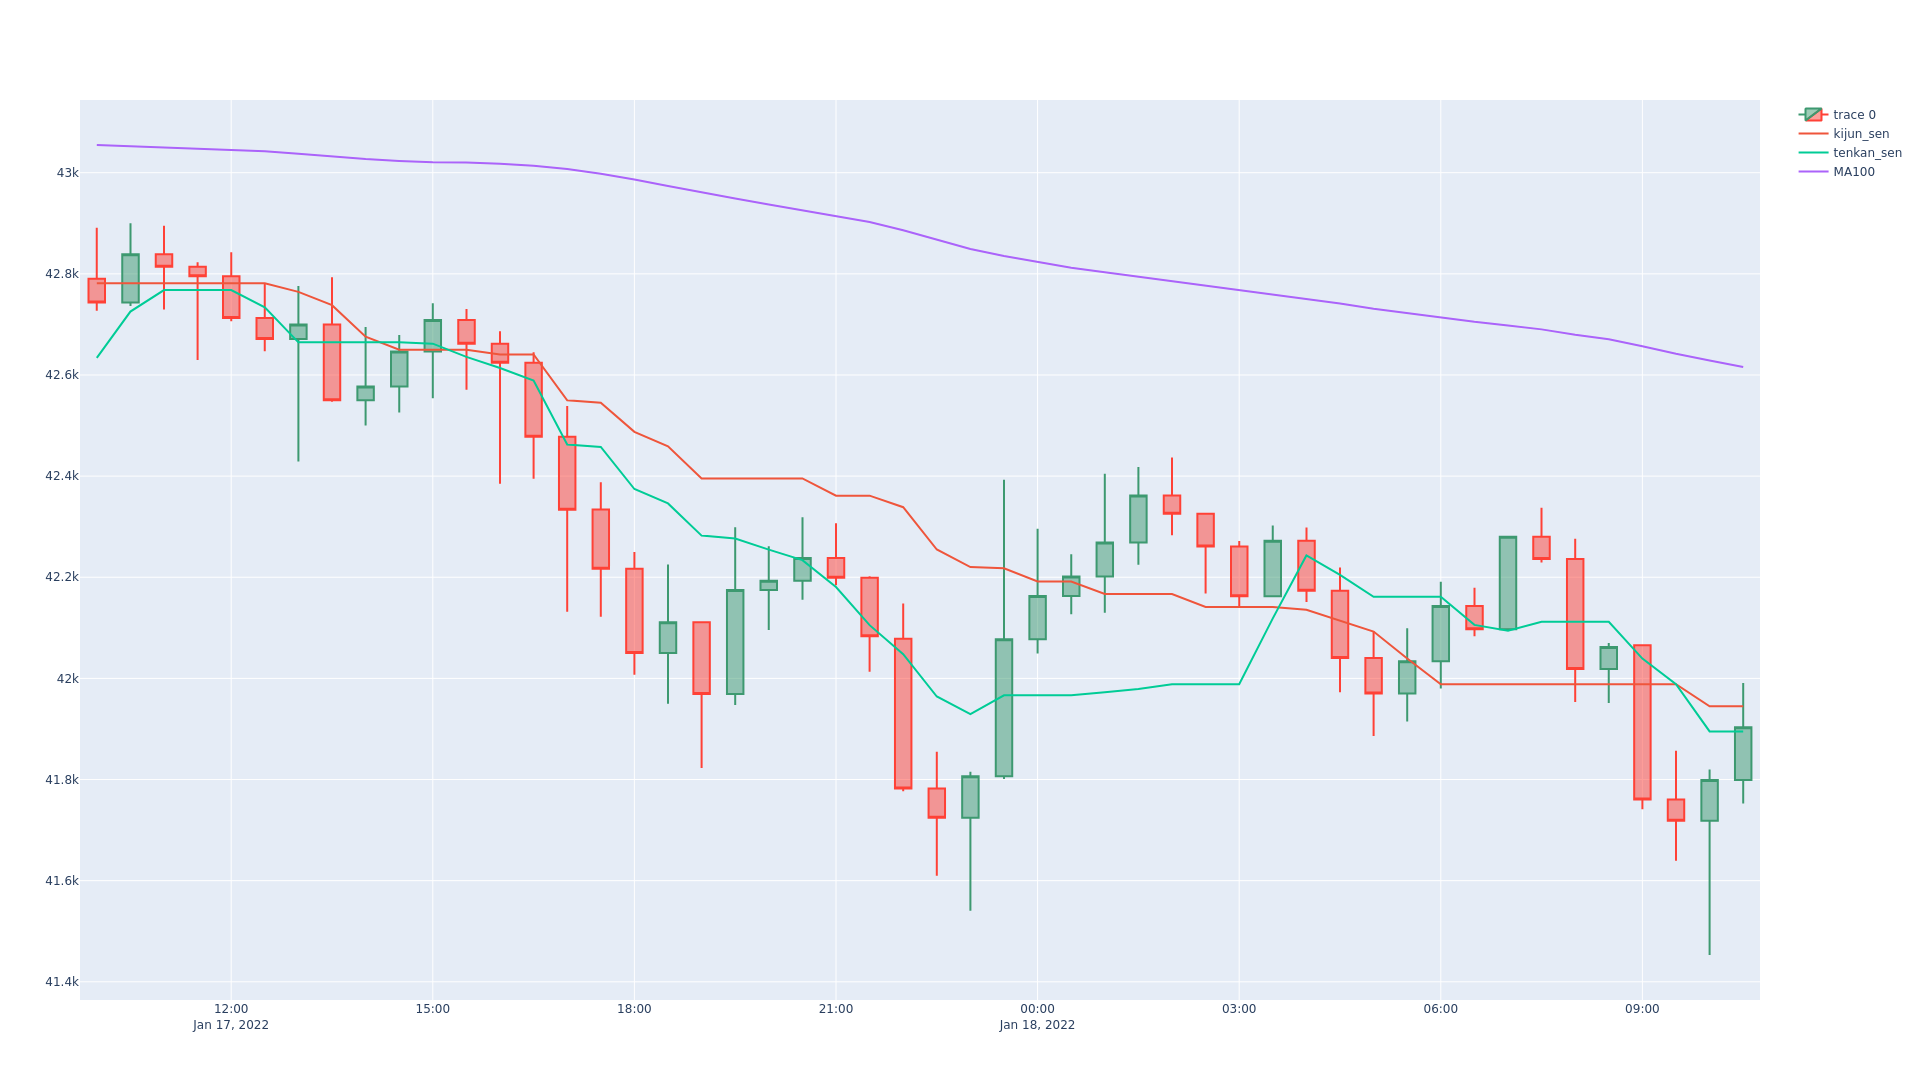 trace 0
kijun_sen
tenkan_sen
MA100
43k
42.8k
42.6k
42.4k
42.2k
42k
41.8k
41.6k
41.4k
12:00 15:00 18:00 21:00 00:00 03:00 06:00 09:00
Jan 17, 2022 Jan 18, 2022